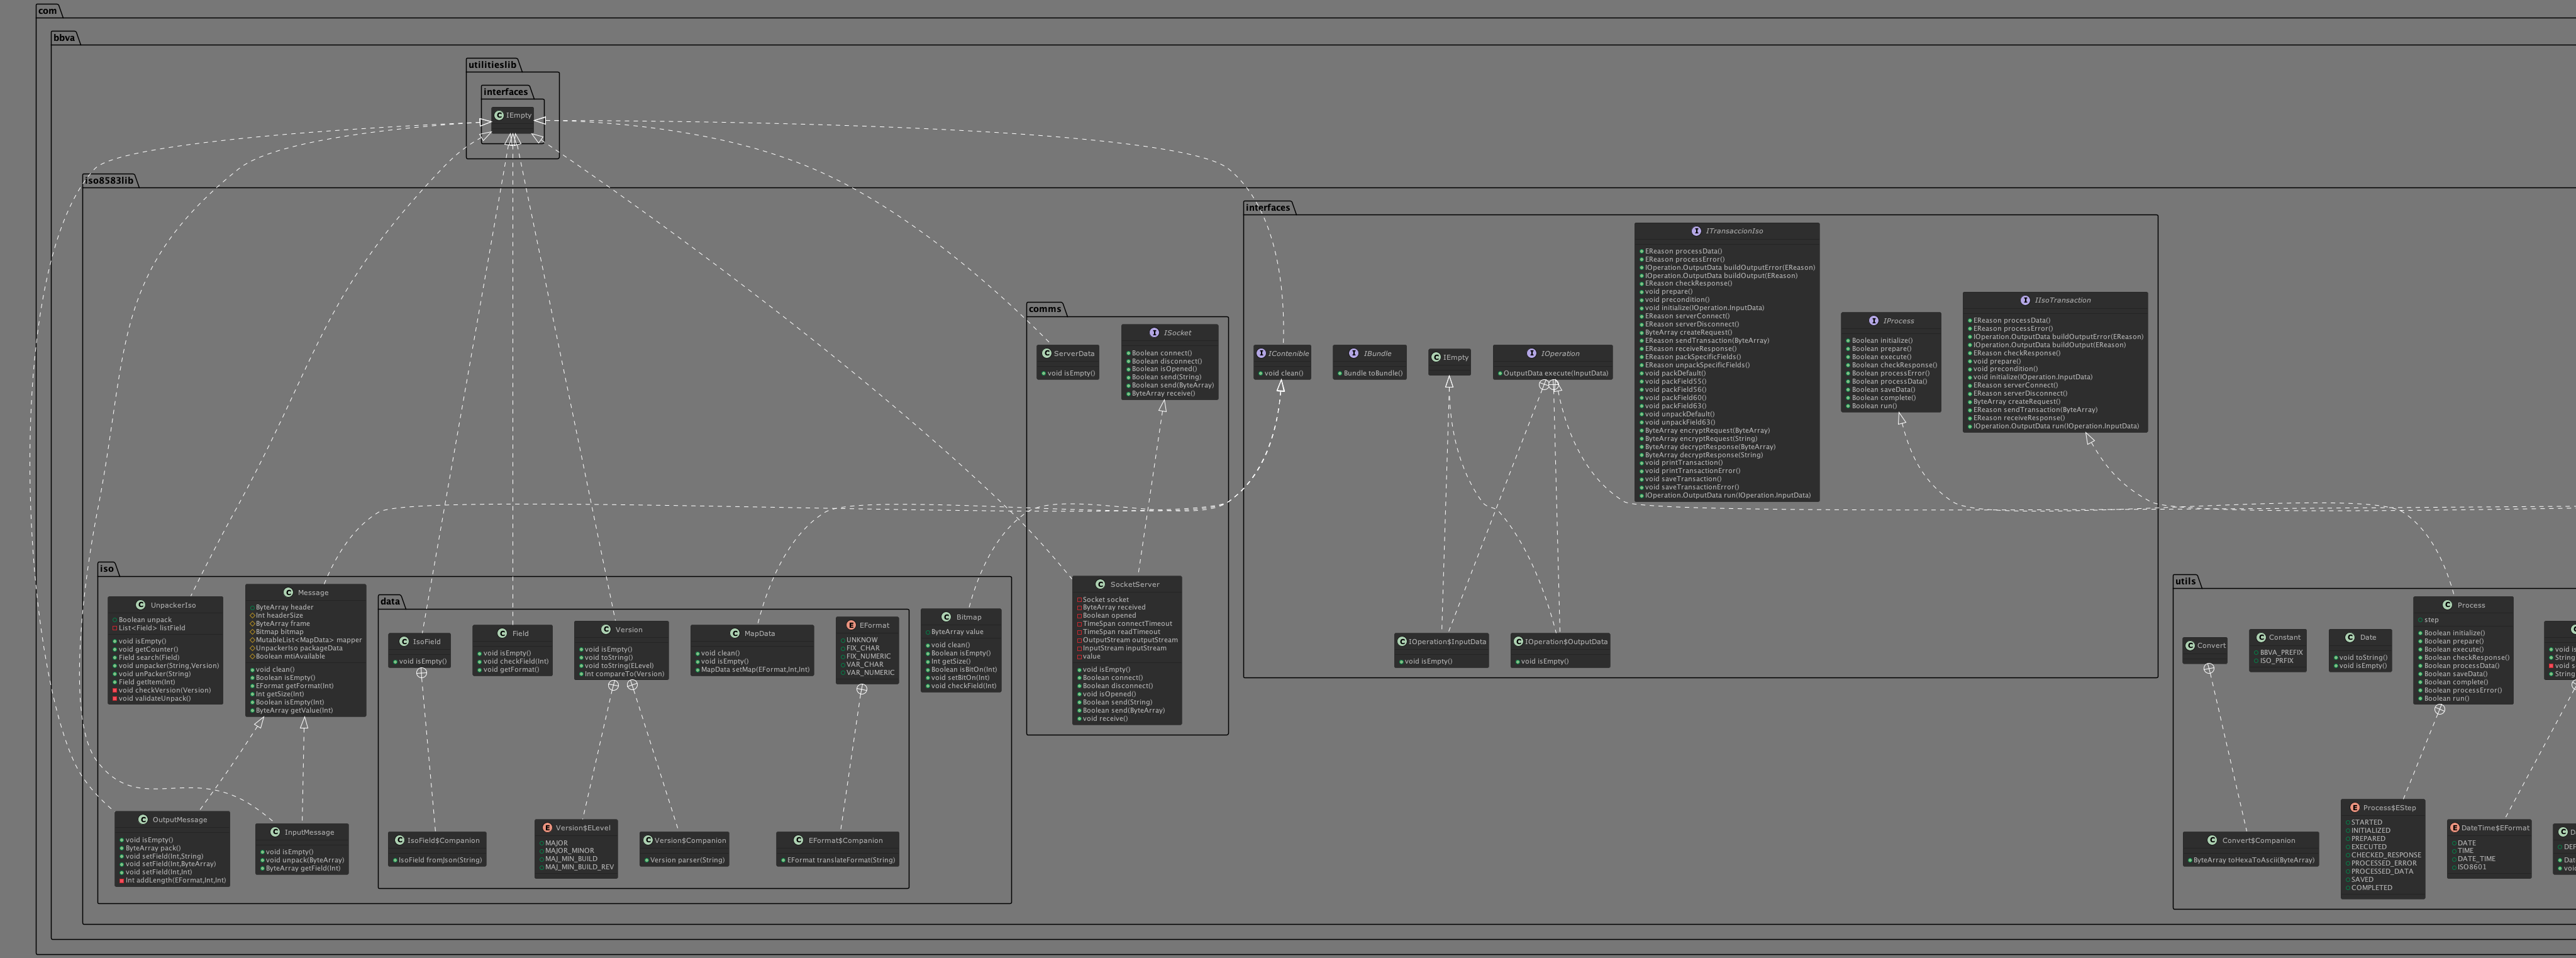 com
bbva
utilitieslib
interfaces
IEmpty
iso8583lib
interfaces
ITransaccionIso
EReason processData()
EReason processError()
IOperation.OutputData buildOutputError(EReason)
IOperation.OutputData buildOutput(EReason)
EReason checkResponse()
void prepare()
void precondition()
void initialize(IOperation.InputData)
EReason serverConnect()
EReason serverDisconnect()
ByteArray createRequest()
EReason sendTransaction(ByteArray)
EReason receiveResponse()
EReason packSpecificFields()
EReason unpackSpecificFields()
void packDefault()
void packField55()
void packField56()
void packField60()
void packField63()
void unpackDefault()
void unpackField63()
ByteArray encryptRequest(ByteArray)
ByteArray encryptRequest(String)
ByteArray decryptResponse(ByteArray)
ByteArray decryptResponse(String)
void printTransaction()
void printTransactionError()
void saveTransaction()
void saveTransactionError()
IOperation.OutputData run(IOperation.InputData)
IIsoTransaction
EReason processData()
EReason processError()
IOperation.OutputData buildOutputError(EReason)
IOperation.OutputData buildOutput(EReason)
EReason checkResponse()
void prepare()
void precondition()
void initialize(IOperation.InputData)
EReason serverConnect()
EReason serverDisconnect()
ByteArray createRequest()
EReason sendTransaction(ByteArray)
EReason receiveResponse()
IOperation.OutputData run(IOperation.InputData)
IProcess
Boolean initialize()
Boolean prepare()
Boolean execute()
Boolean checkResponse()
Boolean processError()
Boolean processData()
Boolean saveData()
Boolean complete()
Boolean run()
comms
ISocket
Boolean connect()
Boolean disconnect()
Boolean isOpened()
Boolean send(String)
Boolean send(ByteArray)
ByteArray receive()
ServerData
void isEmpty()
IContenible
void clean()
IBundle
Bundle toBundle()
IEmpty
IOperation
OutputData execute(InputData)
iso
UnpackerIso
Boolean unpack
List<Field> listField
void isEmpty()
void getCounter()
Field search(Field)
void unpacker(String,Version)
void unPacker(String)
Field getItem(Int)
void checkVersion(Version)
void validateUnpack()
Message
ByteArray header
Int headerSize
ByteArray frame
Bitmap bitmap
MutableList<MapData> mapper
UnpackerIso packageData
Boolean mtiAvailable
void clean()
Boolean isEmpty()
EFormat getFormat(Int)
Int getSize(Int)
Boolean isEmpty(Int)
ByteArray getValue(Int)
data
IsoField
void isEmpty()
Field
void isEmpty()
void checkField(Int)
void getFormat()
Version
void isEmpty()
void toString()
void toString(ELevel)
Int compareTo(Version)
MapData
void clean()
void isEmpty()
MapData setMap(EFormat,Int,Int)
EFormat
UNKNOW
FIX_CHAR
FIX_NUMERIC
VAR_CHAR
VAR_NUMERIC
Bitmap
ByteArray value
void clean()
Boolean isEmpty()
Int getSize()
Boolean isBitOn(Int)
void setBitOn(Int)
void checkField(Int)
SocketServer
Socket socket
ByteArray received
Boolean opened
TimeSpan connectTimeout
TimeSpan readTimeout
OutputStream outputStream
InputStream inputStream
value
void isEmpty()
Boolean connect()
Boolean disconnect()
void isOpened()
Boolean send(String)
Boolean send(ByteArray)
void receive()
IOperation$InputData
void isEmpty()
IOperation$OutputData
void isEmpty()
utils
Convert
Constant
BBVA_PREFIX
ISO_PRFIX
Date
void toString()
void isEmpty()
Process
step
Boolean initialize()
Boolean prepare()
Boolean execute()
Boolean checkResponse()
Boolean processData()
Boolean saveData()
Boolean complete()
Boolean processError()
Boolean run()
void is
String
void s
String
OutputMessage
void isEmpty()
ByteArray pack()
void setField(Int,String)
void setField(Int,ByteArray)
void setField(Int,Int)
Int addLength(EFormat,Int,Int)
InputMessage
void isEmpty()
void unpack(ByteArray)
ByteArray getField(Int)
IsoField$Companion
IsoField fromJson(String)
Version$ELevel
MAJOR
MAJOR_MINOR
MAJ_MIN_BUILD
MAJ_MIN_BUILD_REV
Version$Companion
Version parser(String)
EFormat$Companion
EFormat translateFormat(String)
Convert$Companion
ByteArray toHexaToAscii(ByteArray)
Process$EStep
STARTED
INITIALIZED
PREPARED
EXECUTED
CHECKED_RESPONSE
PROCESSED_ERROR
PROCESSED_DATA
SAVED
COMPLETED
DateTime$EFormat
DATE
TIME
DATE_TIME
ISO8601
D
DEF
Dat
void